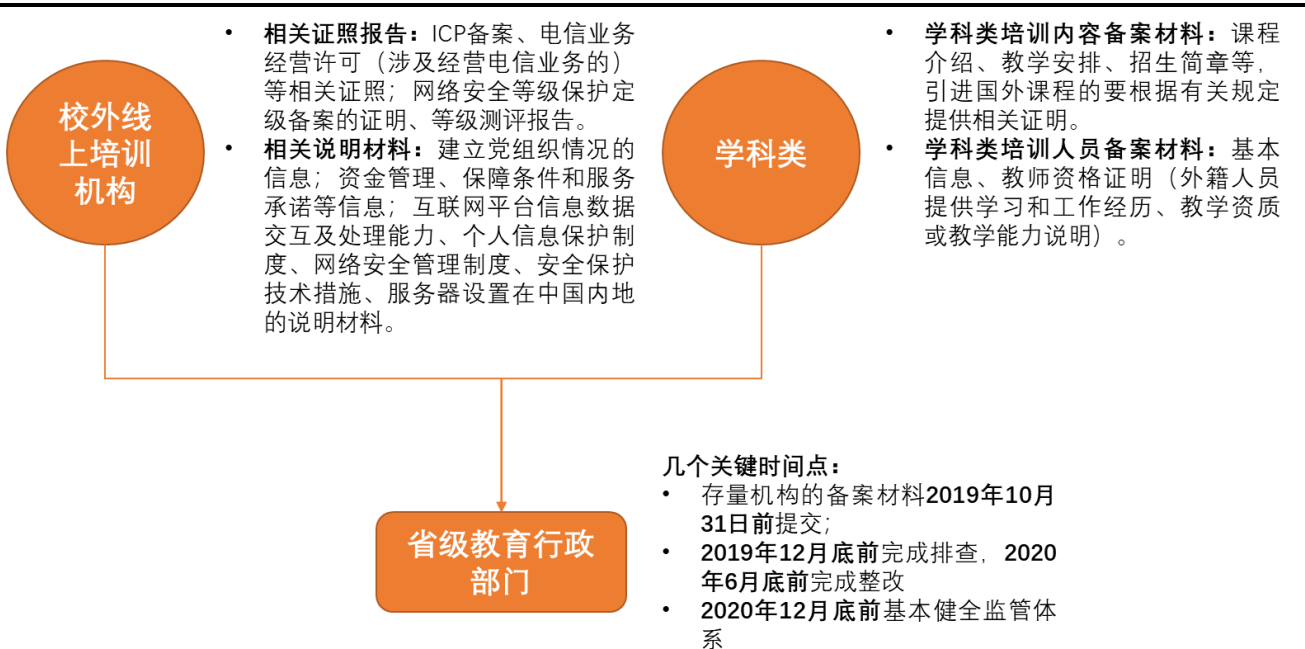 校外线
上培训
机构
• 相关证照报告：ICP备案、电信业务
经营许可（涉及经营电信业务的）
等相关证照；网络安全等级保护定
级备案的证明、等级测评报告。
• 相关说明材料：建立党组织情况的
信息；资金管理、保障条件和服务
承诺等信息；互联网平台信息数据
交互及处理能力、个人信息保护制
度、网络安全管理制度、安全保护
技术措施、服务器设置在中国内地
的说明材料。
学科类
• 学科类培训内容备案材料：课程
介绍、教学安排、招生简章等，
引进国外课程的要根据有关规定
提供相关证明。
• 学科类培训人员备案材料：基本
信息、教师资格证明（外籍人员
提供学习和工作经历、教学资质
或教学能力说明）。
省级教育行政
部门
几个关键时间点：
• 存量机构的备案材料2019年10月
31日前提交；
• 2019年12月底前完成排查，2020
年6月底前完成整改
• 2020年12月底前基本健全监管体
系